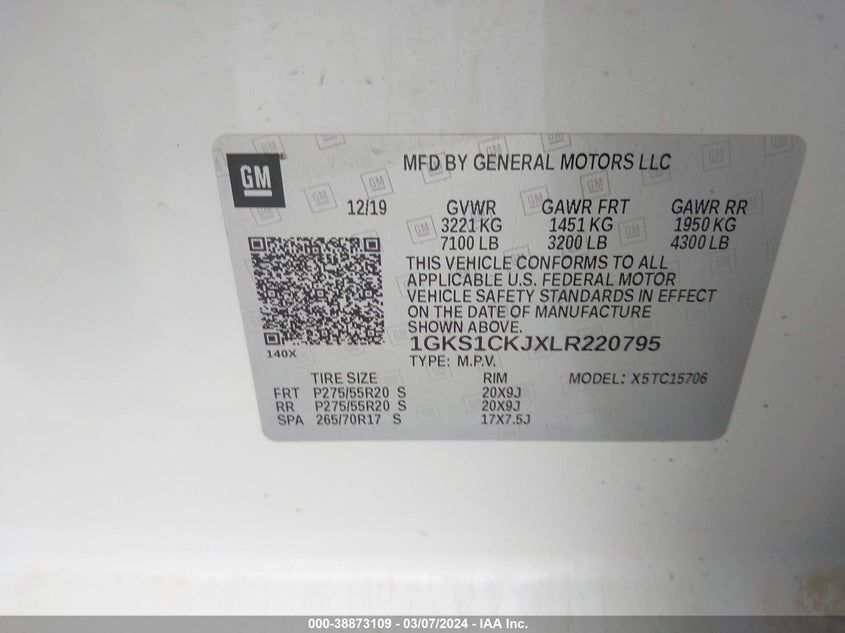 GM
MFD BY GENERAL MOTORS LLC
12/19 GVWR GAWR FRT GAWR RR
3221 KG 1451 KG 1950 KG
7100 LB 3200 LB 4300 LB
THIS VEHICLE CONFORMS TO ALL
APPLICABLE U.S. FEDERAL MOTOR
VEHICLE SAFETY STANDARDS IN EFFECT
ON THE DATE OF MANUFACTURE
SHOWN ABOVE.
140X
1GKS1CKJXLR220795
TYPE: M.P.V.
TIRE SIZE RIM MODEL: X5TC15706
FRT P275/55R20 S 20X9J
RR P275/55R20 S 20X9J
SPA 265/70R17 S 17X7.5J
000-38873109 - 03/07/2024 - IAA Inc.